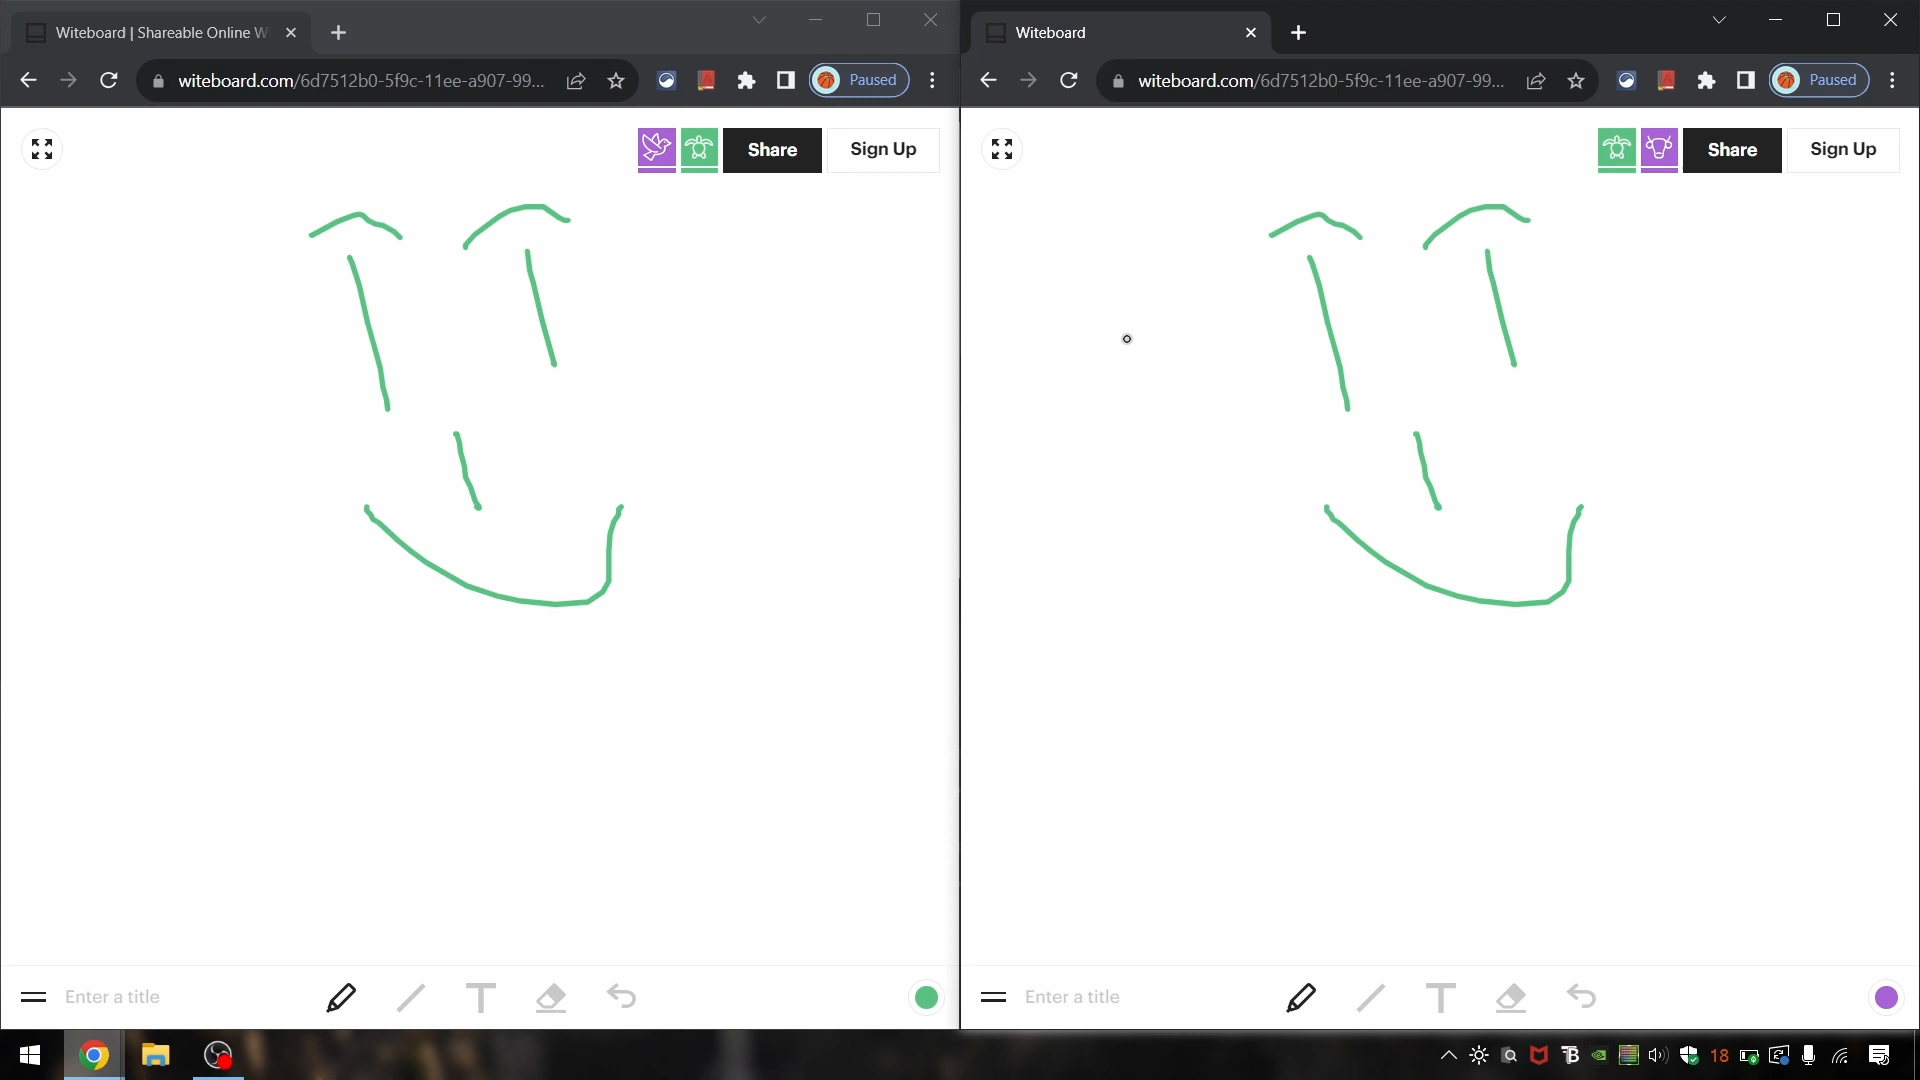 Witeboard | Shareable Online W
witeboard.com/6d7512b0-5f9c-11ee-a907-99...
Paused
Share
Sign Up
Enter a title
T
Witeboard
witeboard.com/6d7512b0-5f9c-11ee-a907-99...
Paused
Share
Sign Up
Enter a title
T
18